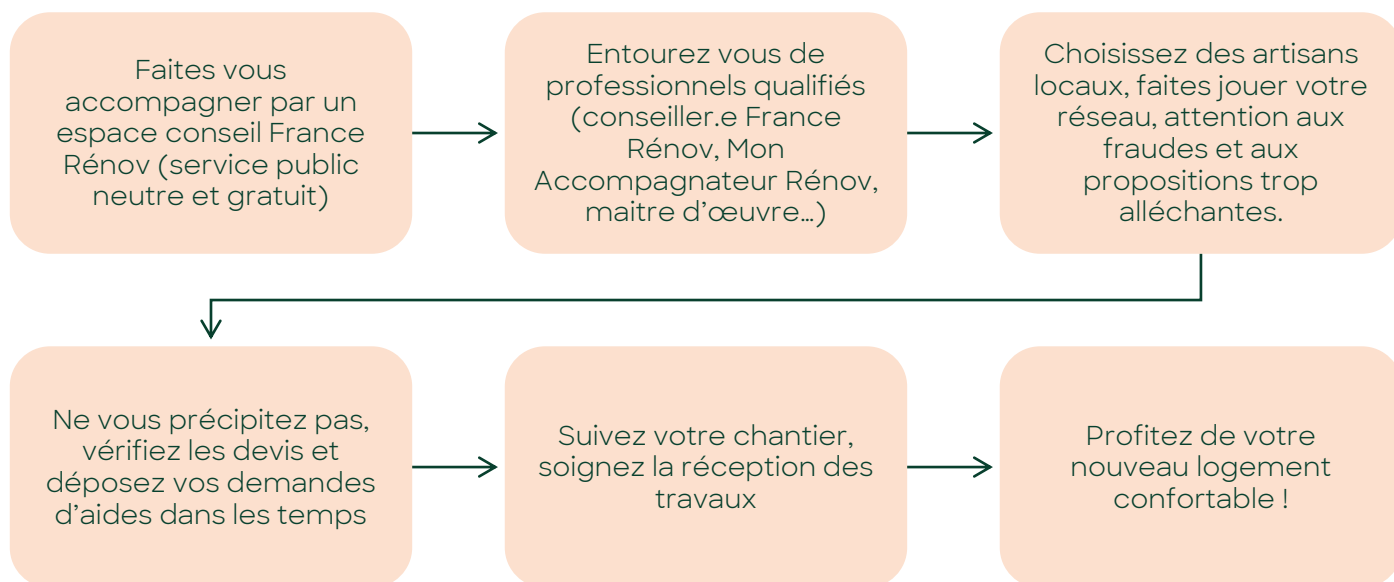 Faites vous
accompagner par un
espace conseil France
Rénov (service public
neutre et gratuit)
Entourez vous de
professionnels qualifiés
(conseiller.e France
Rénov, Mon
Accompagnateur Rénov,
maitre d'œuvre…)
Choisissez des artisans
locaux, faites jouer votre
réseau, attention aux
fraudes et aux
propositions trop
alléchantes.
Ne vous précipitez pas,
vérifiez les devis et
déposez vos demandes
d'aides dans les temps
Suivez votre chantier,
soignez la réception des
travaux
Profitez de votre
nouveau logement
confortable !